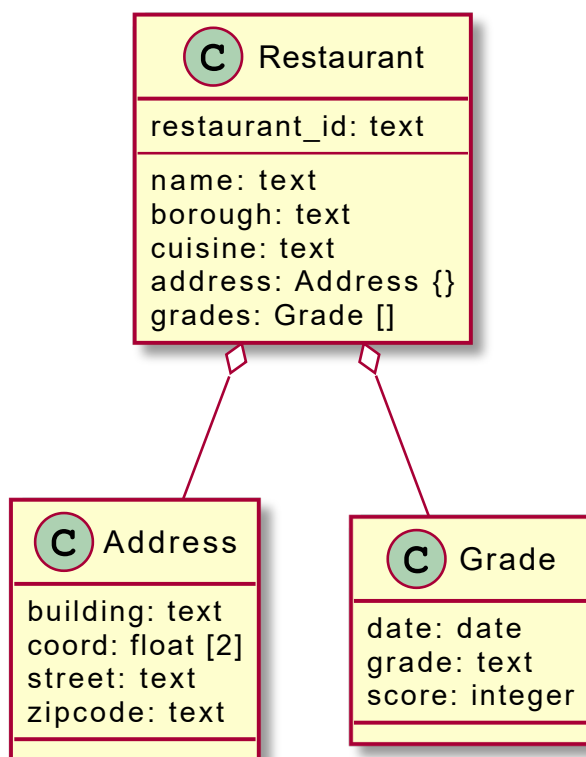 C Restaurant
restaurant_id: text
name: text
borough: text
cuisine: text
address: Address {}
grades: Grade []
C Address
building: text
coord: float [2]
street: text
zipcode: text
C Grade
date: date
grade: text
score: integer